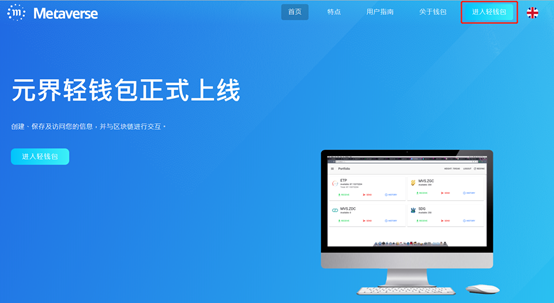 m Metaverse
首页
特点
用户指南
关于钱包
进入轻钱包
元界轻钱包正式上线
创建、保存及访问您的信息，并与区块链进行交互。
进入轻钱包
Portfolio
ETP
MVS.ZGC
MVS.ZDC
SDG